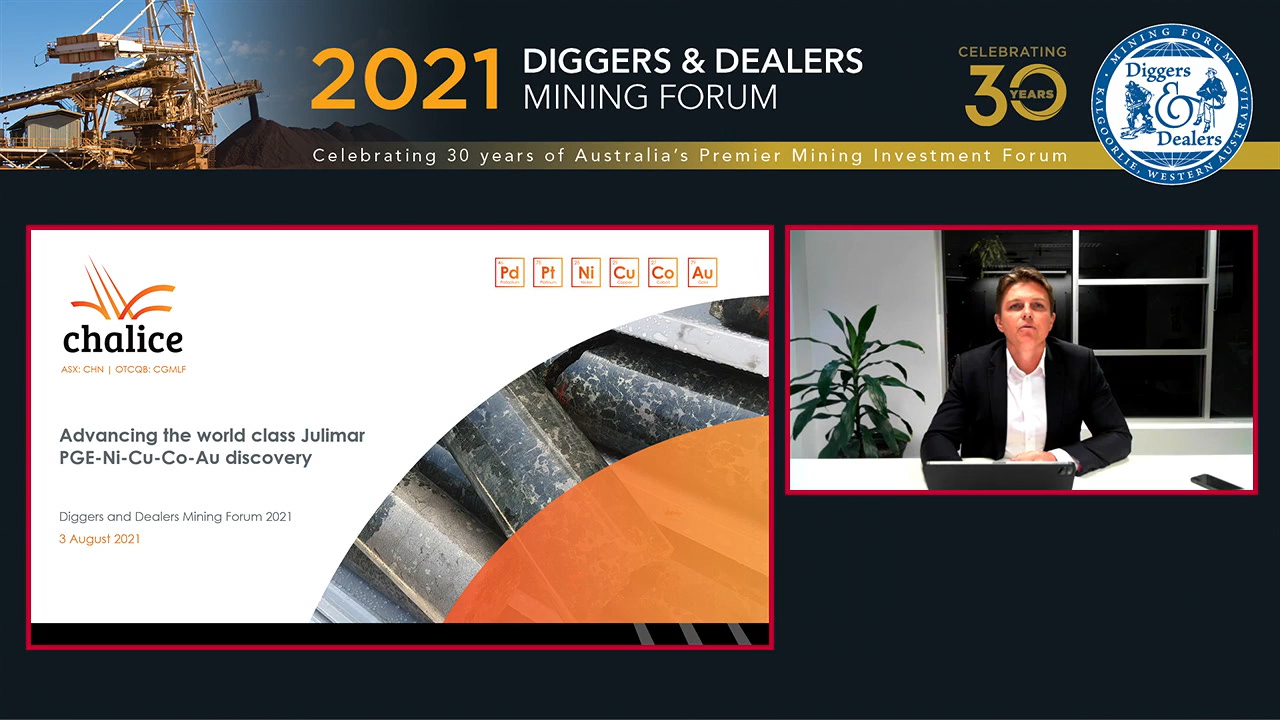 2021 DIGGERS & DEALERS
MINING FORUM
CELEBRATING
30 YEARS
Celebrating 30 years of Australia's Premier Mining Investment Forum
MINING FORUM
Diggers
&
Dealers
KALGOORLIE, WESTERN AUSTRALIA
Pd Pt Ni Cu Co Au
chalice
ASX: CHN | OTCQB: CGMLF
Advancing the world class Julimar
PGE-Ni-Cu-Co-Au discovery
Diggers and Dealers Mining Forum 2021
3 August 2021